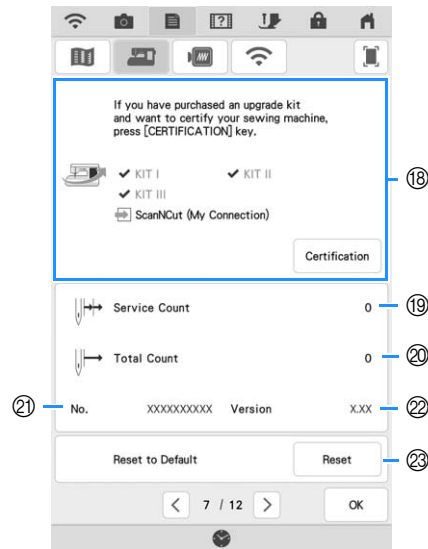 If you have purchased an upgrade kit
and want to certify your sewing machine,
press [CERTIFICATION] key.
✔ KIT I ✔ KIT II
✔ KIT III
ScanNCut (My Connection)
Certification
⑱
Service Count 0 ⑲
Total Count 0 ⑳
㉑ No. XXXXXXXXXX Version X.XX ㉒
Reset to Default Reset ㉓
< 7 / 12 > OK